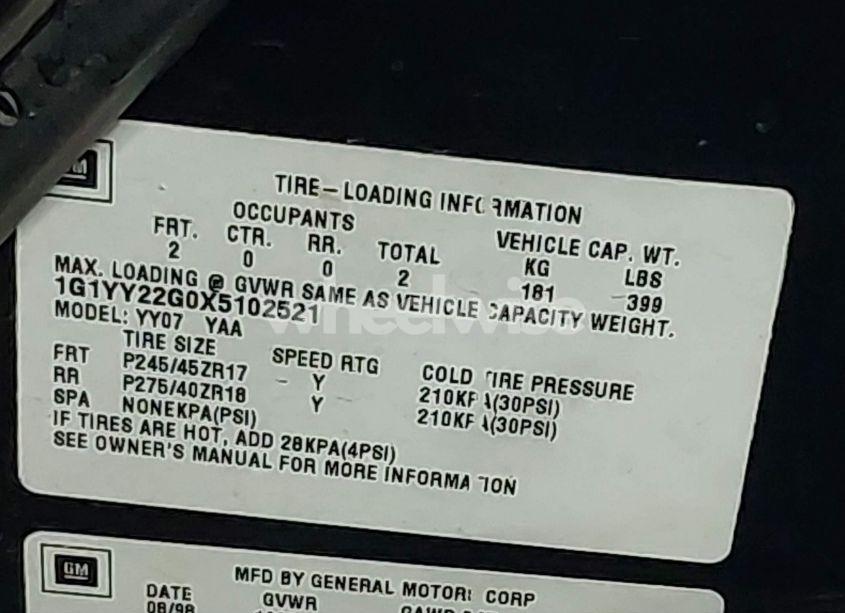 GM
TIRE-LOADING INFORMATION
OCCUPANTS VEHICLE CAP. WT.
FRT. CTR. RR. TOTAL KG LBS
2 0 0 2 181 399
MAX. LOADING @ GVWR SAME AS VEHICLE CAPACITY WEIGHT.
1G1YY22G0X5102521
MODEL: YY07 YAA
TIRE SIZE SPEED RTG COLD TIRE PRESSURE
FRT P245/45ZR17 - Y 210KPA(30PSI)
RR P275/40ZR18 Y 210KPA(30PSI)
SPA NONEKPA(PSI)
IF TIRES ARE HOT, ADD 28KPA(4PSI)
SEE OWNER'S MANUAL FOR MORE INFORMATION
wheelwise
GM
MFD BY GENERAL MOTORS CORP
DATE GVWR
08/98